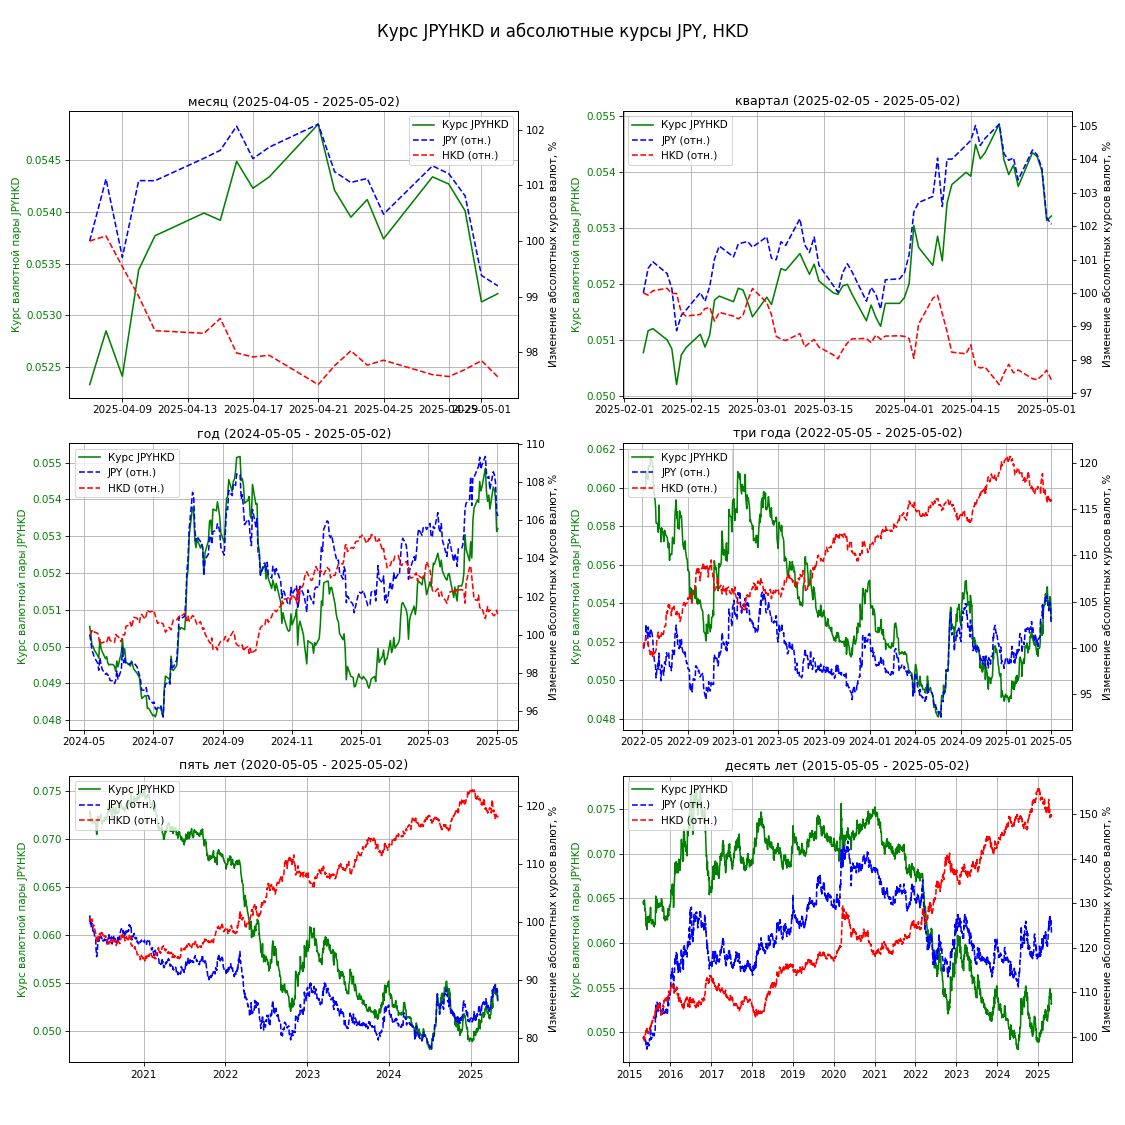 Курс JPYHKD и абсолютные курсы JPY, HKD
месяц (2025-04-05 - 2025-05-02)
Курс валютной пары JPYHKD
0.0545
0.0540
0.0535
0.0530
0.0525
Курс JPYHKD
JPY (отн.)
HKD (отн.)
102
101
100
99
98
Изменение абсолютных курсов валют, %
2025-04-09 2025-04-13 2025-04-17 2025-04-21 2025-04-25 2025-04-29 2025-05-01
квартал (2025-02-05 - 2025-05-02)
Курс валютной пары JPYHKD
0.055
0.054
0.053
0.052
0.051
0.050
Курс JPYHKD
JPY (отн.)
HKD (отн.)
105
104
103
102
101
100
99
98
97
Изменение абсолютных курсов валют, %
2025-02-01 2025-02-15 2025-03-01 2025-03-15 2025-04-01 2025-04-15 2025-05-01
год (2024-05-05 - 2025-05-02)
Курс валютной пары JPYHKD
0.055
0.054
0.053
0.052
0.051
0.050
0.049
0.048
Курс JPYHKD
JPY (отн.)
HKD (отн.)
110
108
106
104
102
100
98
96
Изменение абсолютных курсов валют, %
2024-05 2024-07 2024-09 2024-11 2025-01 2025-03 2025-05
три года (2022-05-05 - 2025-05-02)
Курс валютной пары JPYHKD
0.062
0.060
0.058
0.056
0.054
0.052
0.050
0.048
Курс JPYHKD
JPY (отн.)
HKD (отн.)
120
115
110
105
100
95
Изменение абсолютных курсов валют, %
2022-05 2022-09 2023-01 2023-05 2023-09 2024-01 2024-05 2024-09 2025-01 2025-05
пять лет (2020-05-05 - 2025-05-02)
Курс валютной пары JPYHKD
0.075
0.070
0.065
0.060
0.055
0.050
Курс JPYHKD
JPY (отн.)
HKD (отн.)
120
110
100
90
80
Изменение абсолютных курсов валют, %
2021 2022 2023 2024 2025
десять лет (2015-05-05 - 2025-05-02)
Курс валютной пары JPYHKD
0.075
0.070
0.065
0.060
0.055
0.050
Курс JPYHKD
JPY (отн.)
HKD (отн.)
150
140
130
120
110
100
Изменение абсолютных курсов валют, %
2015 2016 2017 2018 2019 2020 2021 2022 2023 2024 2025